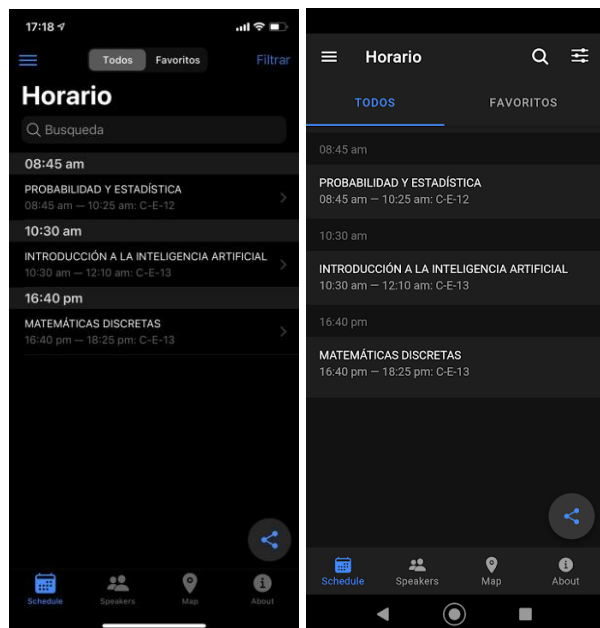 17:18
Todos Favoritos Filtrar
Horario
Busqueda
08:45 am
PROBABILIDAD Y ESTADÍSTICA
08:45 am — 10:25 am: C-E-12
10:30 am
INTRODUCCIÓN A LA INTELIGENCIA ARTIFICIAL
10:30 am — 12:10 am: C-E-13
16:40 pm
MATEMÁTICAS DISCRETAS
16:40 pm — 18:25 pm: C-E-13
Schedule Speakers Map About
Horario
TODOS FAVORITOS
08:45 am
PROBABILIDAD Y ESTADÍSTICA
08:45 am — 10:25 am: C-E-12
10:30 am
INTRODUCCIÓN A LA INTELIGENCIA ARTIFICIAL
10:30 am — 12:10 am: C-E-13
16:40 pm
MATEMÁTICAS DISCRETAS
16:40 pm — 18:25 pm: C-E-13
Schedule Speakers Map About